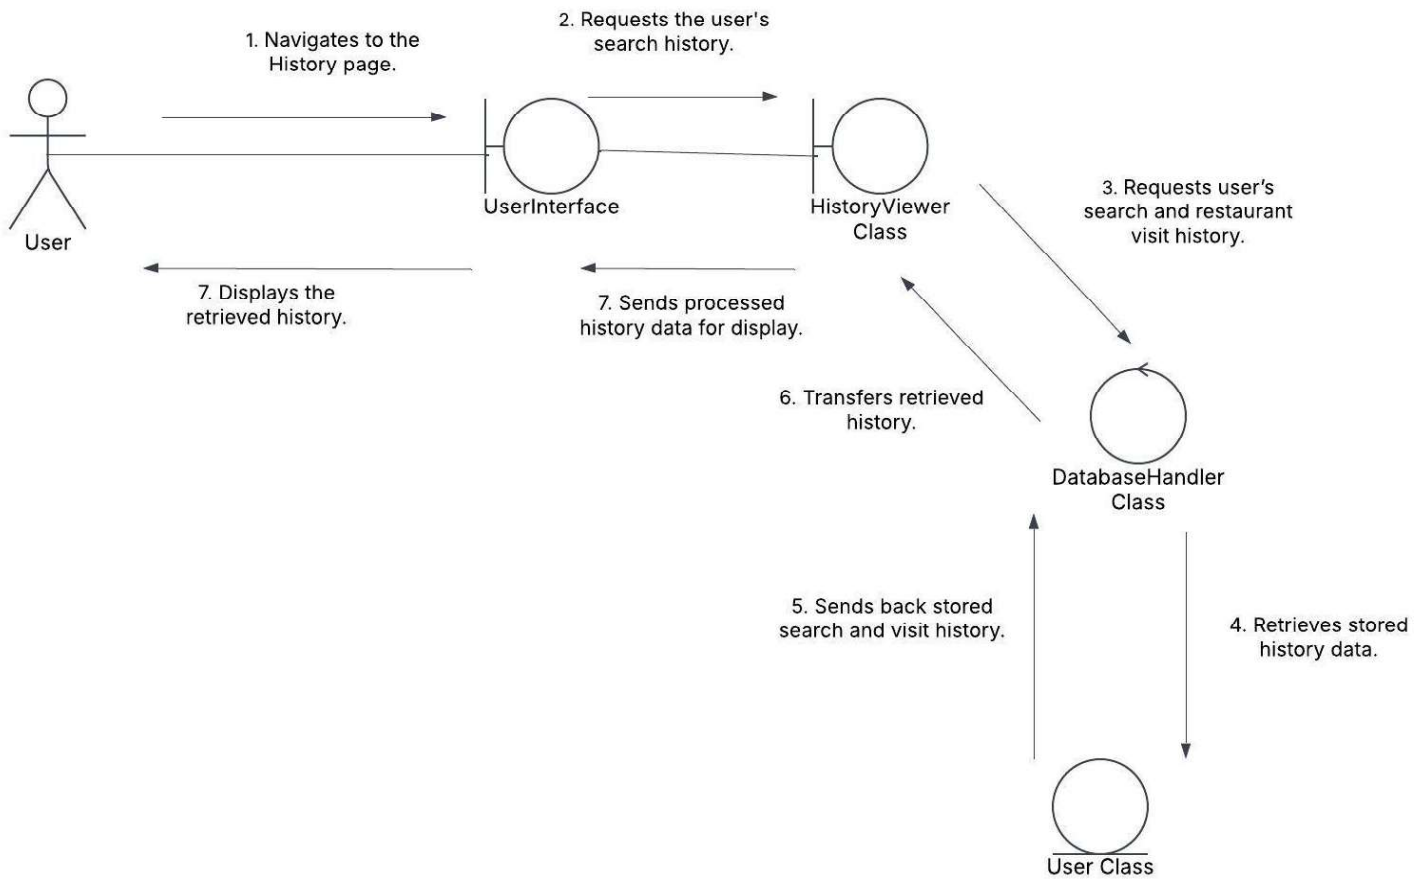 1. Navigates to the
History page.
2. Requests the user's
search history.
User
UserInterface
HistoryViewer
Class
3. Requests user's
search and restaurant
visit history.
7. Displays the
retrieved history.
7. Sends processed
history data for display.
6. Transfers retrieved
history.
DatabaseHandler
Class
5. Sends back stored
search and visit history.
4. Retrieves stored
history data.
User Class